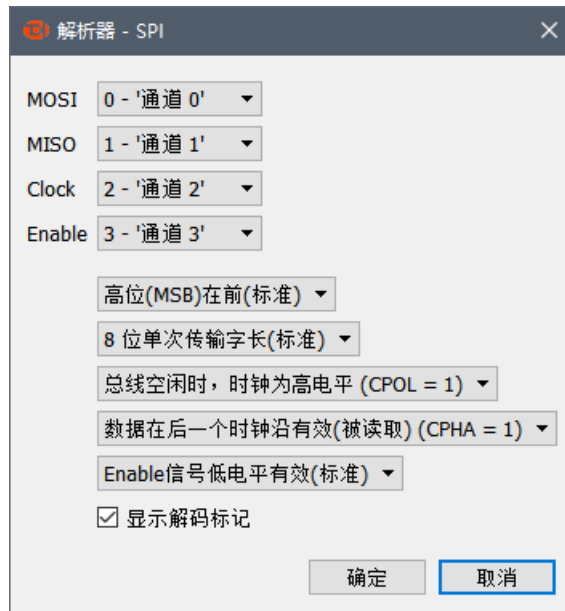 解析器 - SPI
MOSI 0 - '通道 0'
MISO 1 - '通道 1'
Clock 2 - '通道 2'
Enable 3 - '通道 3'
高位(MSB)在前(标准)
8 位单次传输字长(标准)
总线空闲时，时钟为高电平 (CPOL = 1)
数据在后一个时钟沿有效(被读取) (CPHA = 1)
Enable信号低电平有效(标准)
显示解码标记
确定 取消